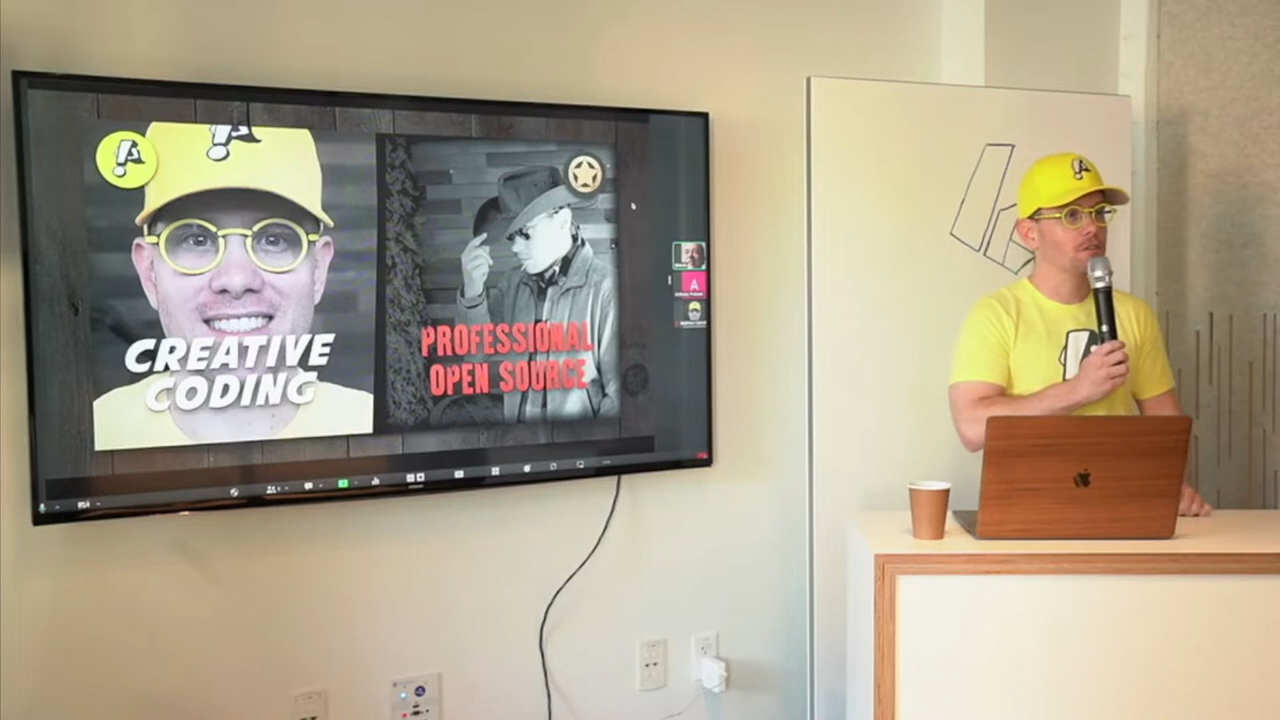 CREATIVE
CODING
PROFESSIONAL
OPEN SOURCE
A